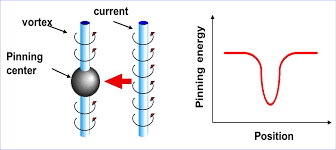 vortex
current
Pinning
center
Pinning energy
Position